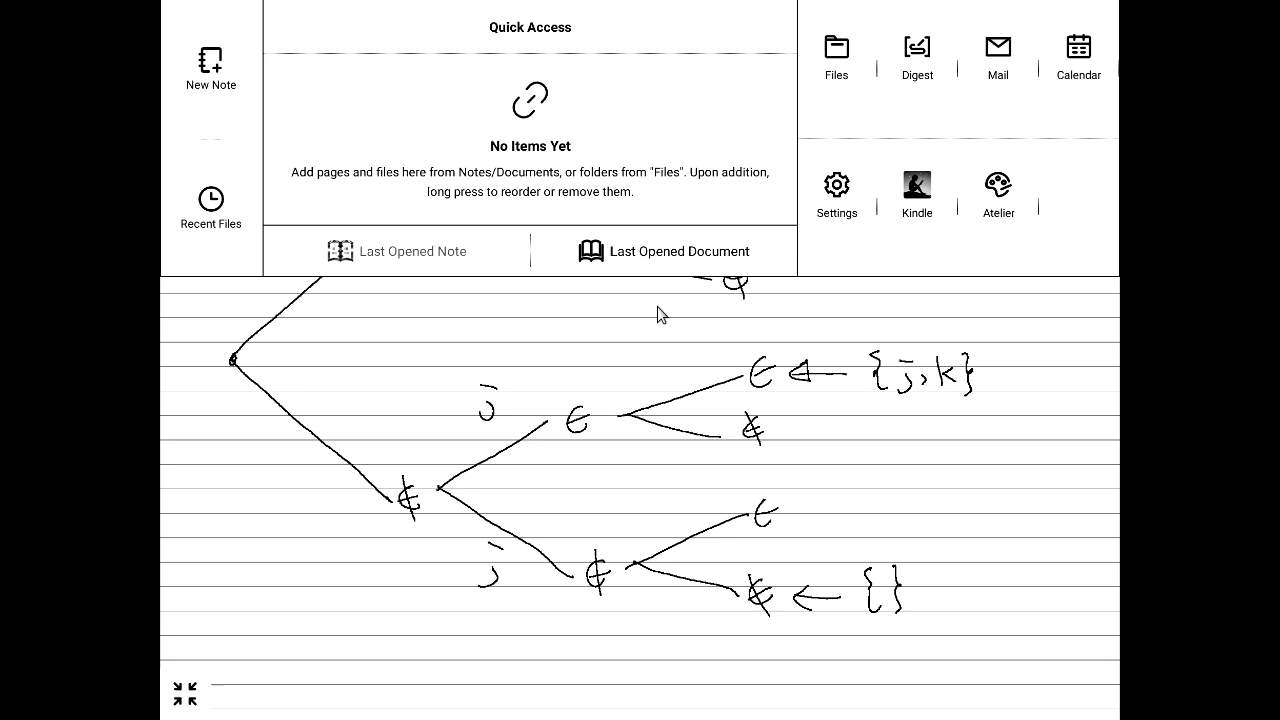 Quick Access
New Note
Recent Files
No Items Yet
Add pages and files here from Notes/Documents, or folders from "Files". Upon addition,
long press to reorder or remove them.
Last Opened Note
Last Opened Document
Files
Digest
Mail
Calendar
Settings
Kindle
Atelier
∉
∈ ← {j,k}
j
∈
∉
∉
∈
j
∉
∉ ← {}